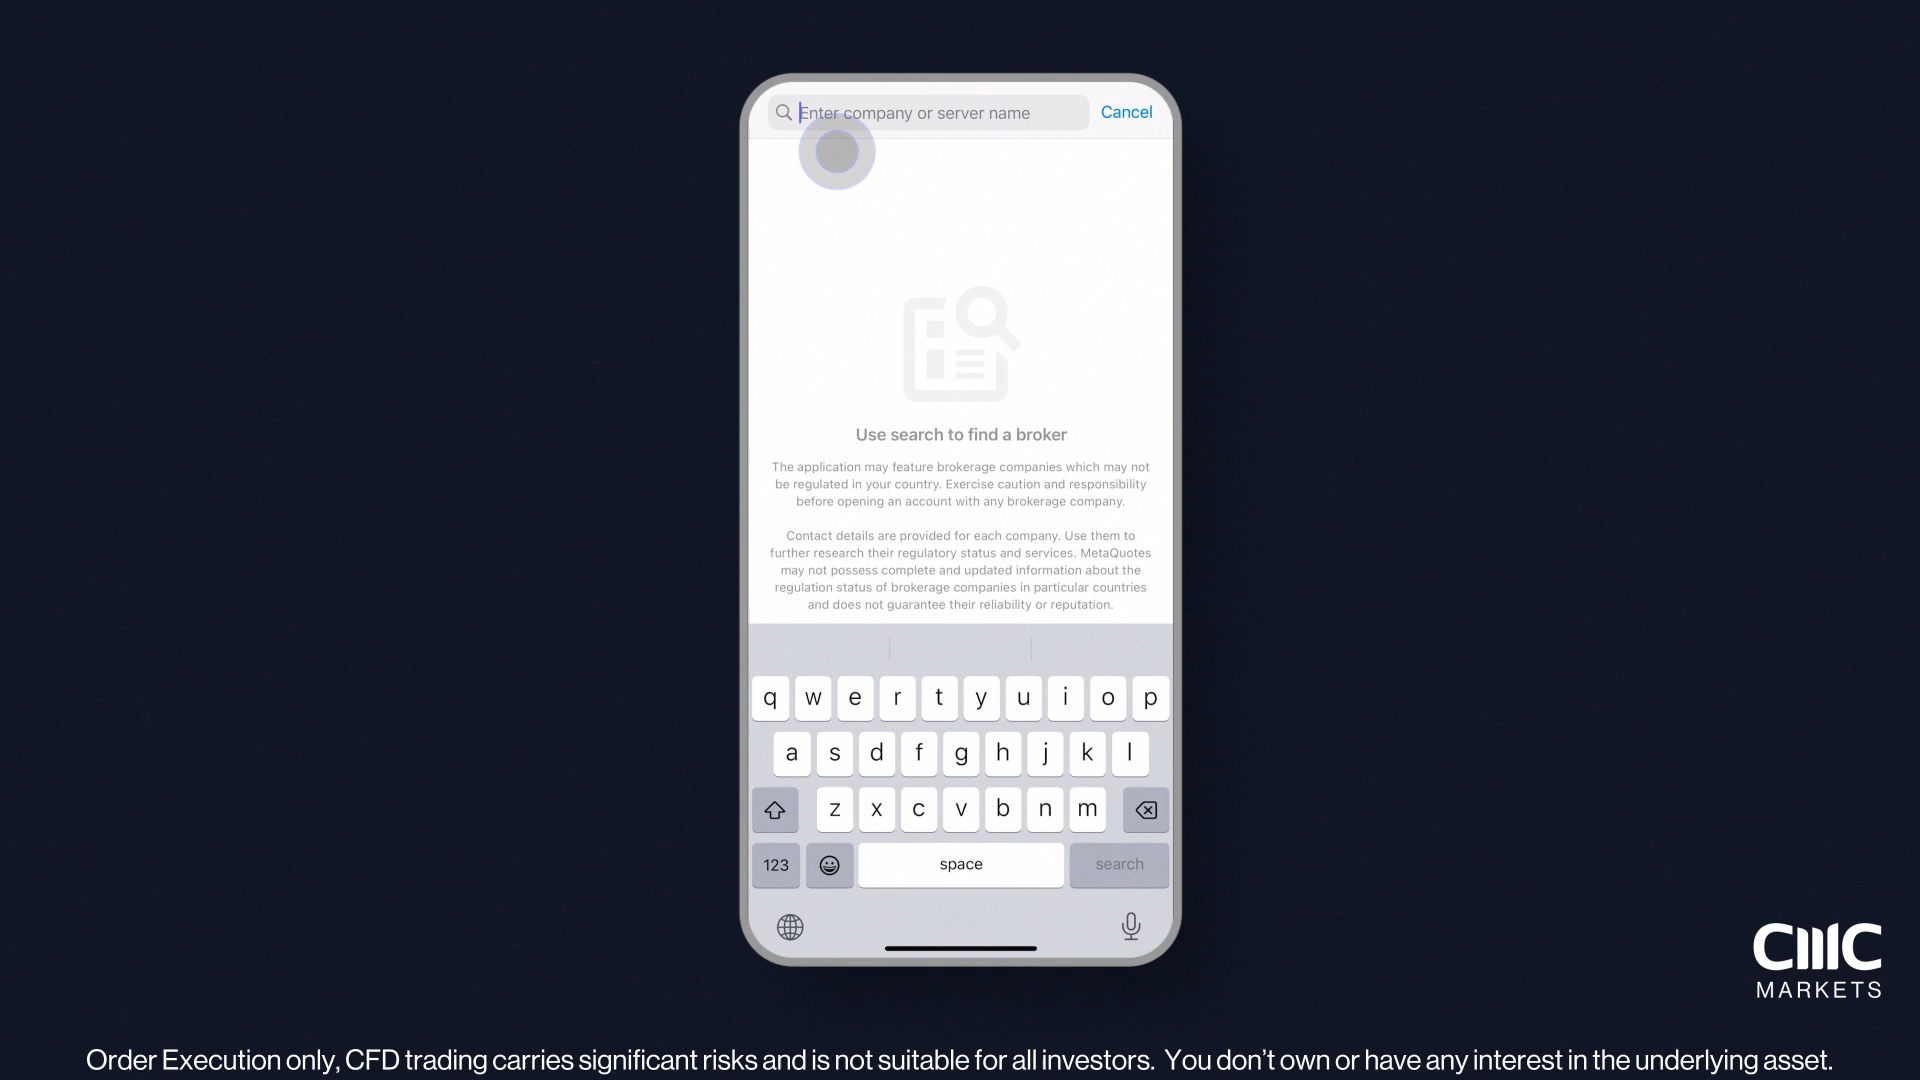 Enter company or server name
Cancel
Use search to find a broker
The application may feature brokerage companies which may not
be regulated in your country. Exercise caution and responsibility
before opening an account with any brokerage company.
Contact details are provided for each company. Use them to
further research their regulatory status and services. MetaQuotes
may not possess complete and updated information about the
regulation status of brokerage companies in particular countries
and does not guarantee their reliability or reputation.
q w e r t y u i o p
a s d f g h j k l
z x c v b n m
123 space search
CMC
MARKETS
Order Execution only, CFD trading carries significant risks and is not suitable for all investors. You don't own or have any interest in the underlying asset.